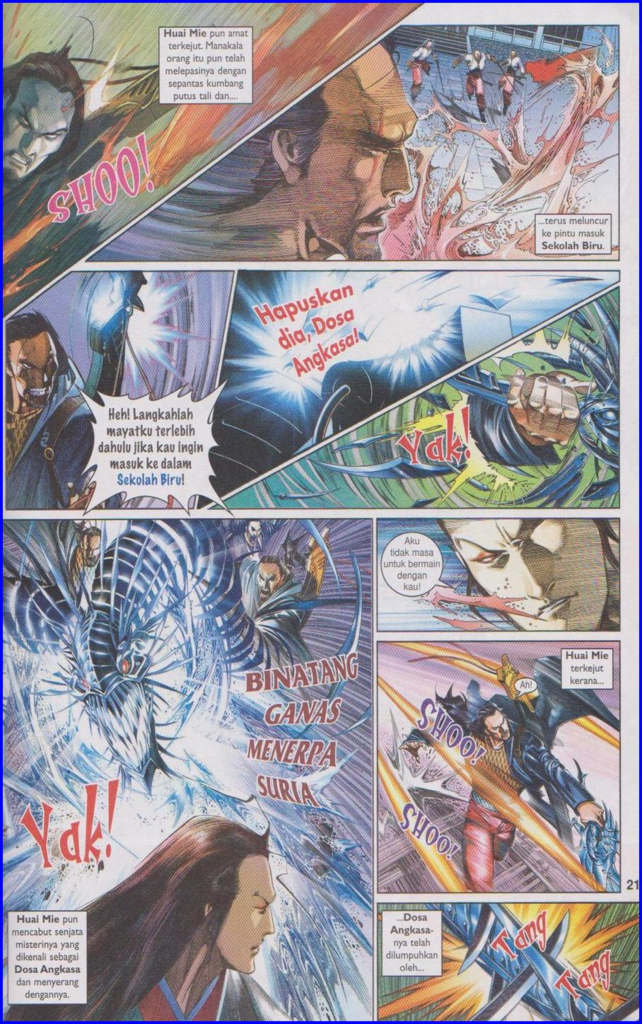 Huai Mie pun amat
terkejut. Manakala
orang itu pun telah
melepasinya dengan
sepantas kumbang
putus tali dan....
SHOO!
...terus meluncur
ke pintu masuk
Sekolah Biru.
Heh! Langkahlah
mayatku terlebih
dahulu jika kau ingin
masuk ke dalam
Sekolah Biru!
Hapuskan
dia, Dosa
Angkasa!
Yak!
BINATANG
GANAS
MENERPA
SURIA
Yak!
Huai Mie pun
mencabut senjata
misterinya yang
dikenali sebagai
Dosa Angkasa dan
dan menyerang
dengannya.
Aku
tidak masa
untuk bermain
dengan
kau!
Huai Mie
terkejut
kerana...
Ah!
SHOO!
SHOO!
21
...Dosa
Angkasa-
nya telah
dilumpuhkan
oleh...
Tang
Tang